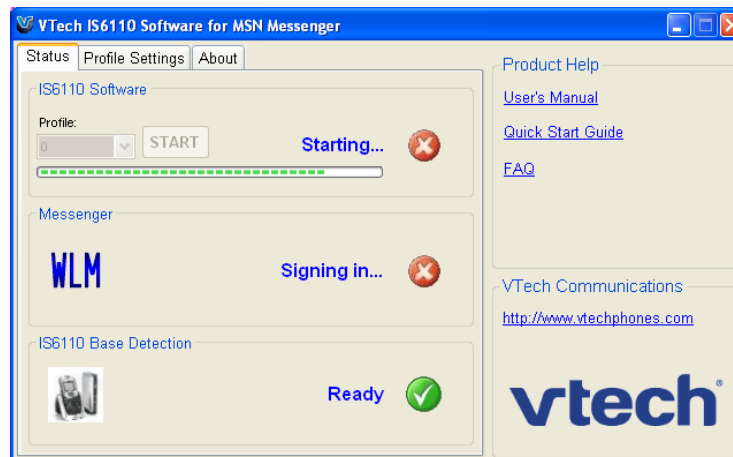 VTech IS6110 Software for MSN Messenger
Status
Profile Settings
About
IS6110 Software
Profile:
0
START
Starting...
Messenger
WLM
Signing in...
IS6110 Base Detection
Ready
Product Help
User's Manual
Quick Start Guide
FAQ
VTech Communications
http://www.vtechphones.com
vtech®